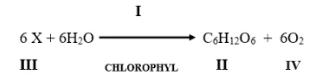 I
6 X + 6H₂O → C₆H₁₂O₆ + 6O₂
III CHLOROPHYL II IV